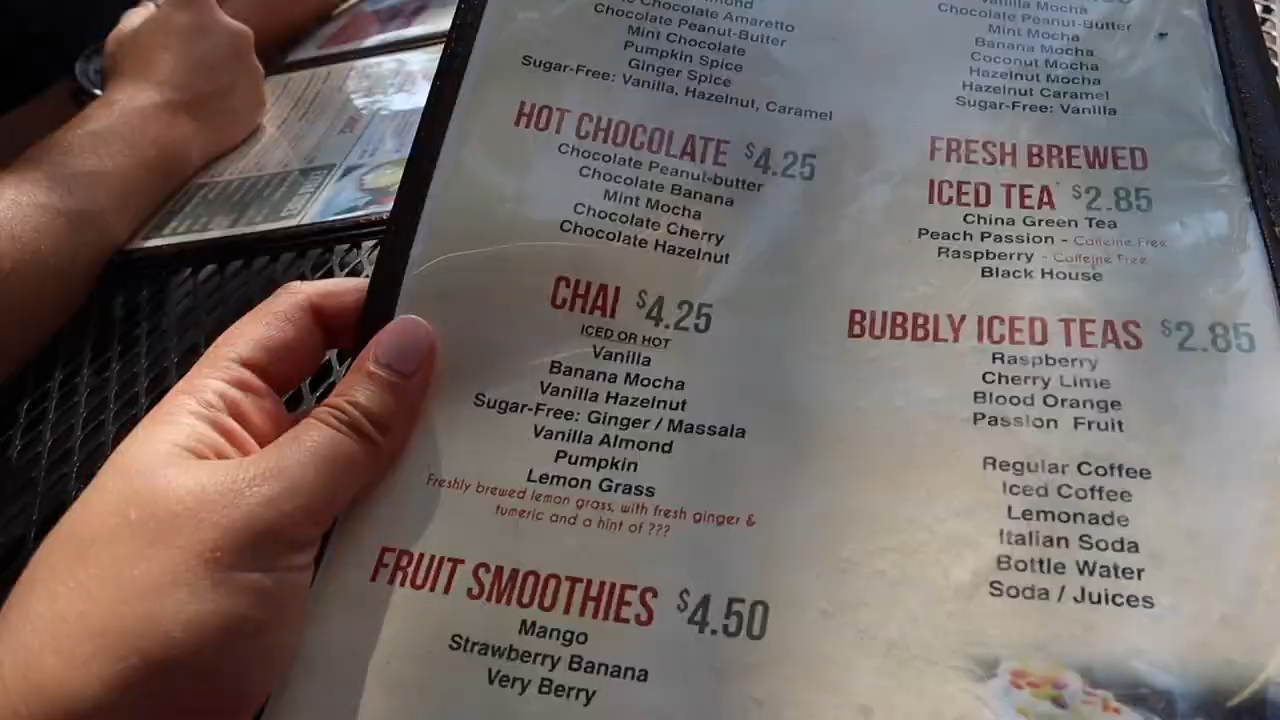 Chocolate Amaretto
Chocolate Peanut-Butter
Mint Chocolate
Pumpkin Spice
Ginger Spice
Sugar-Free: Vanilla, Hazelnut, Caramel
HOT CHOCOLATE $4.25
Chocolate Peanut-butter
Chocolate Banana
Mint Mocha
Chocolate Cherry
Chocolate Hazelnut
CHAI $4.25
ICED OR HOT
Vanilla
Banana Mocha
Vanilla Hazelnut
Sugar-Free: Ginger / Massala
Vanilla Almond
Pumpkin
Lemon Grass
Freshly brewed lemon grass, with fresh ginger &
tumeric and a hint of ???
FRUIT SMOOTHIES $4.50
Mango
Strawberry Banana
Very Berry
Vanilla Mocha
Chocolate Peanut-Butter
Mint Mocha
Banana Mocha
Coconut Mocha
Hazelnut Mocha
Hazelnut Caramel
Sugar-Free: Vanilla
FRESH BREWED
ICED TEA $2.85
China Green Tea
Peach Passion - Caffeine Free
Raspberry - Caffeine Free
Black House
BUBBLY ICED TEAS $2.85
Raspberry
Cherry Lime
Blood Orange
Passion Fruit
Regular Coffee
Iced Coffee
Lemonade
Italian Soda
Bottle Water
Soda / Juices